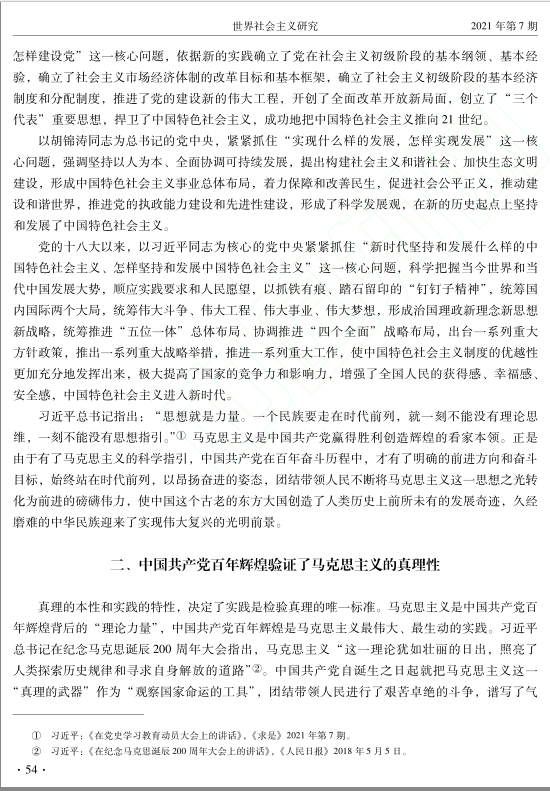 世界社会主义研究
2021 年第 7 期
怎样建设党”这一核心问题，依据新的实践确立了党在社会主义初级阶段的基本纲领、基本经
验，确立了社会主义市场经济体制的改革目标和基本框架，确立了社会主义初级阶段的基本经济
制度和分配制度，推进了党的建设新的伟大工程，开创了全面改革开放新局面，创立了“三个
代表”重要思想，捍卫了中国特色社会主义，成功地把中国特色社会主义推向 21 世纪。
以胡锦涛同志为总书记的党中央，紧紧抓住“实现什么样的发展，怎样实现发展”这一核
心问题，强调坚持以人为本、全面协调可持续发展，提出构建社会主义和谐社会、加快生态文明
建设，形成中国特色社会主义事业总体布局，着力保障和改善民生，促进社会公平正义，推动建
设和谐世界，推进党的执政能力建设和先进性建设，形成了科学发展观，在新的历史起点上坚持
和发展了中国特色社会主义。
党的十八大以来，以习近平同志为核心的党中央紧紧抓住“新时代坚持和发展什么样的中
国特色社会主义、怎样坚持和发展中国特色社会主义”这一核心问题，科学把握当今世界和当
代中国发展大势，顺应实践要求和人民愿望，以抓铁有痕、踏石留印的“钉钉子精神”，统筹国
内国际两个大局，统筹伟大斗争、伟大工程、伟大事业、伟大梦想，形成治国理政新理念新思想
新战略，统筹推进“五位一体”总体布局、协调推进“四个全面”战略布局，出台一系列重大
方针政策，推出一系列重大战略举措，推进一系列重大工作，使中国特色社会主义制度的优越性
更加充分地发挥出来，极大提高了国家的竞争力和影响力，增强了全国人民的获得感、幸福感、
安全感，中国特色社会主义进入新时代。
习近平总书记指出：“思想就是力量。一个民族要走在时代前列，就一刻不能没有理论思
维，一刻不能没有思想指引。”① 马克思主义是中国共产党赢得胜利创造辉煌的看家本领。正是
由于有了马克思主义的科学指引，中国共产党在百年奋斗历程中，才有了明确的前进方向和奋斗
目标，始终站在时代前列，以昂扬奋进的姿态，团结带领人民不断将马克思主义这一思想之光转
化为前进的磅礴伟力，使中国这个古老的东方大国创造了人类历史上前所未有的发展奇迹，久经
磨难的中华民族迎来了实现伟大复兴的光明前景。
二、中国共产党百年辉煌验证了马克思主义的真理性
真理的本性和实践的特性，决定了实践是检验真理的唯一标准。马克思主义是中国共产党百
年辉煌背后的“理论力量”，中国共产党百年辉煌是马克思主义最伟大、最生动的实践。习近平
总书记在纪念马克思诞辰 200 周年大会指出，马克思主义“这一理论犹如壮丽的日出，照亮了
人类探索历史规律和寻求自身解放的道路”②。中国共产党自诞生之日起就把马克思主义这一
“真理的武器”作为“观察国家命运的工具”，团结带领人民进行了艰苦卓绝的斗争，谱写了气
① 习近平：《在党史学习教育动员大会上的讲话》，《求是》2021 年第 7 期。
② 习近平：《在纪念马克思诞辰 200 周年大会上的讲话》，《人民日报》2018 年 5 月 5 日。
· 54 ·